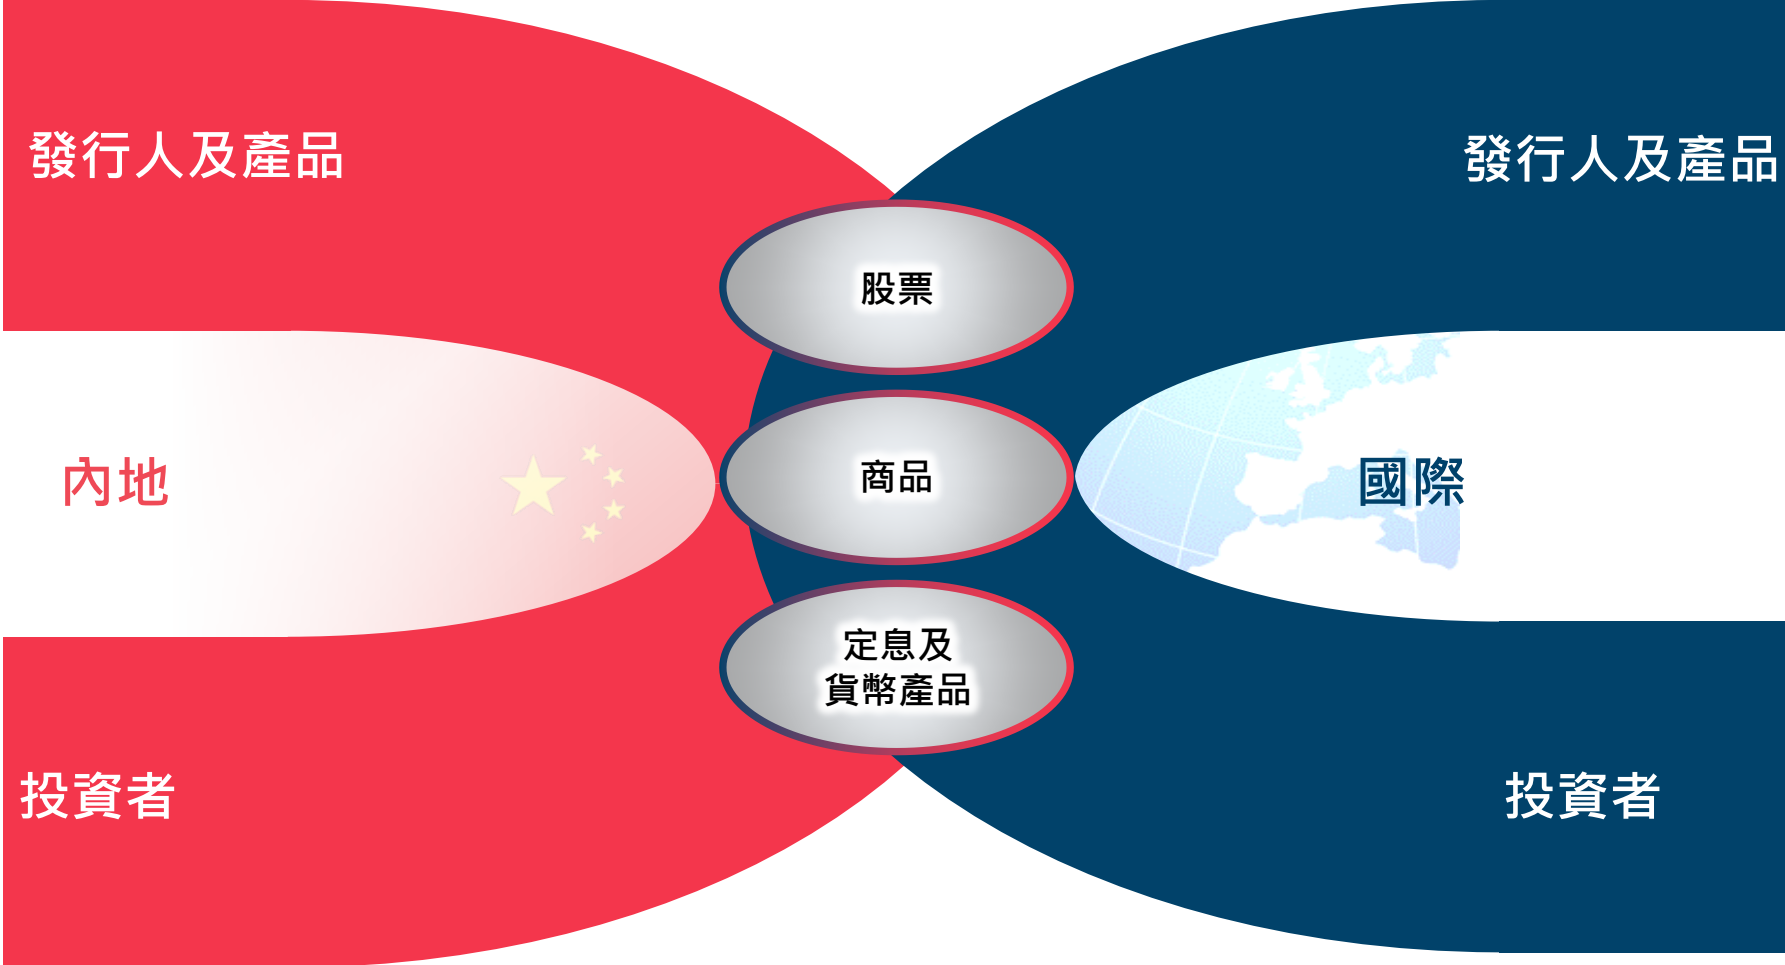 發行人及產品
發行人及產品
股票
內地
商品
國際
定息及
貨幣產品
投資者
投資者